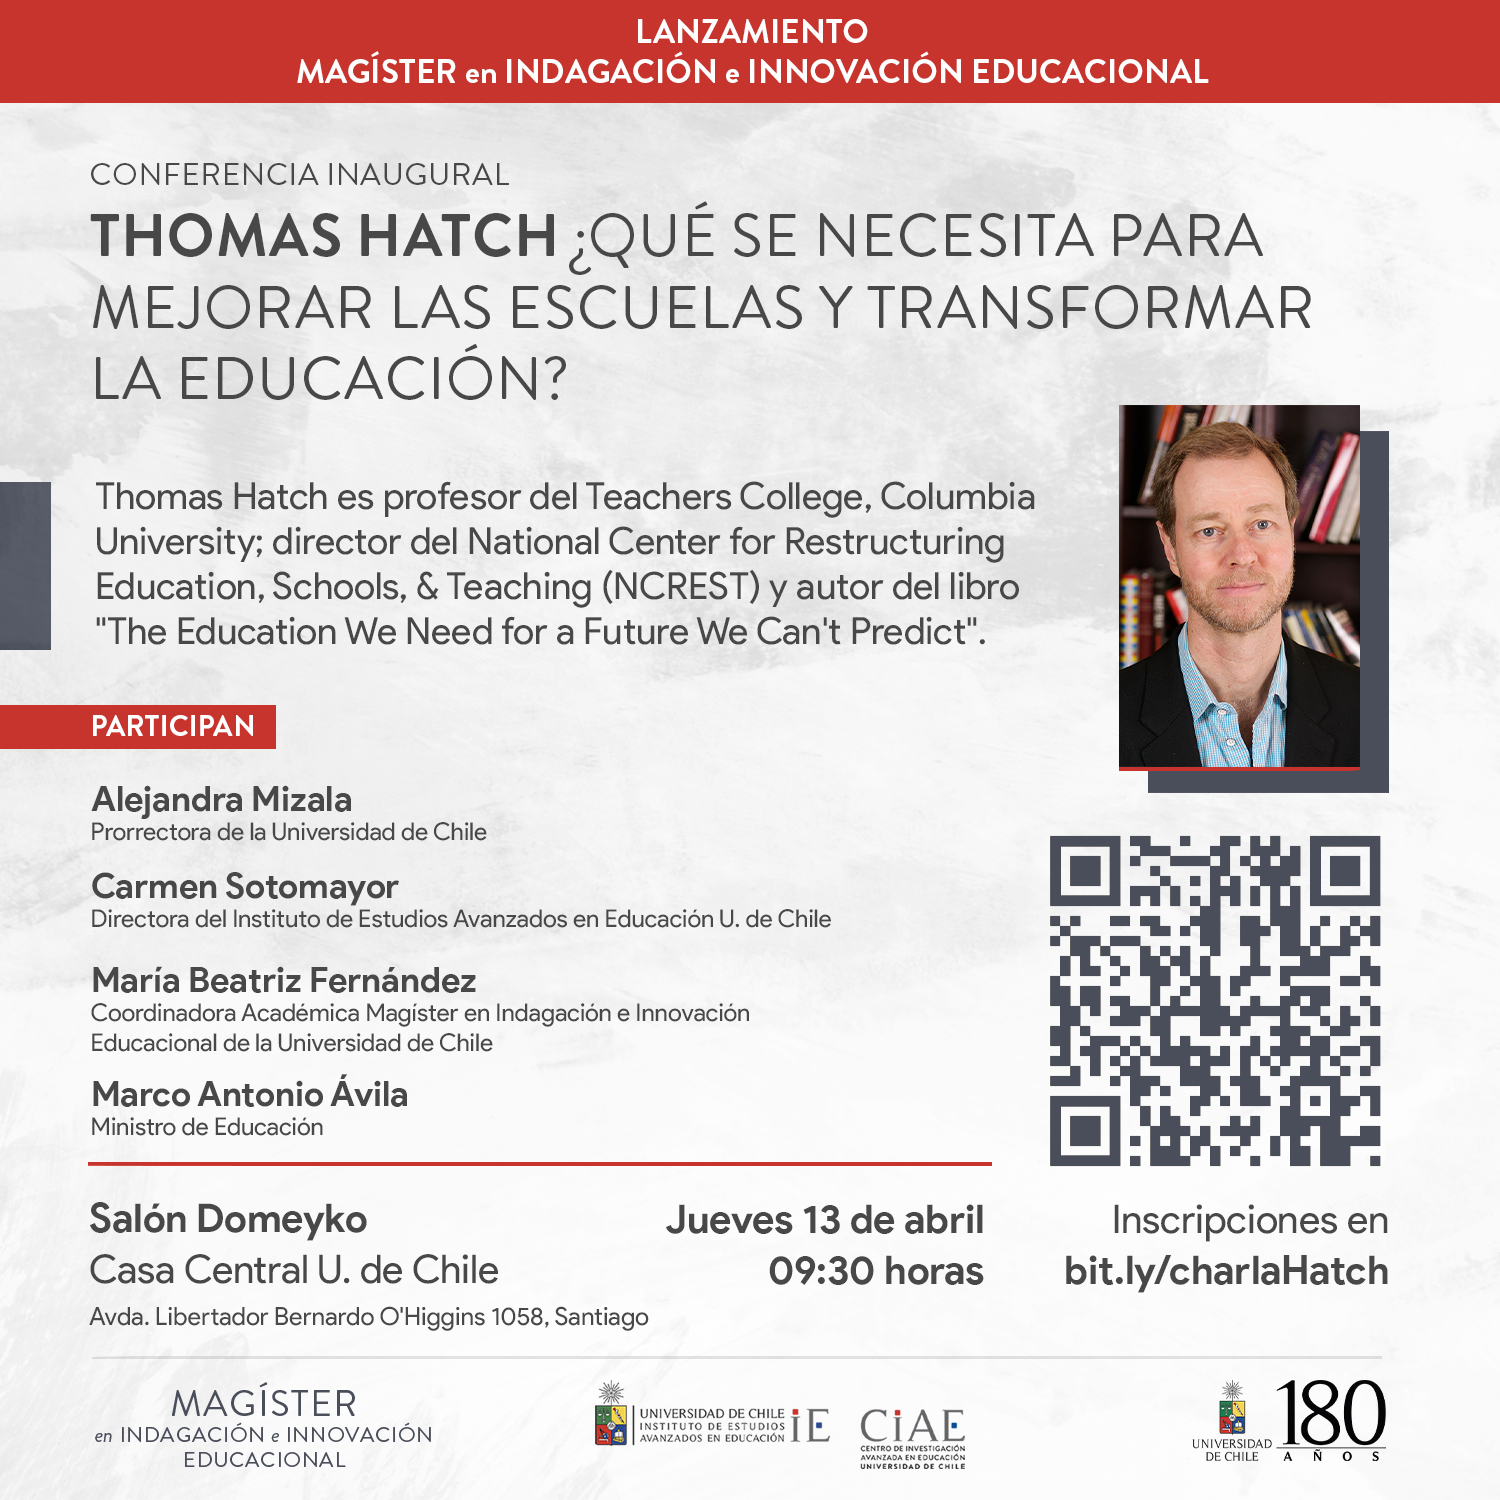 LANZAMIENTO
MAGÍSTER en INDAGACIÓN e INNOVACIÓN EDUCACIONAL
CONFERENCIA INAUGURAL
THOMAS HATCH ¿QUÉ SE NECESITA PARA
MEJORAR LAS ESCUELAS Y TRANSFORMAR
LA EDUCACIÓN?
Thomas Hatch es profesor del Teachers College, Columbia
University; director del National Center for Restructuring
Education, Schools, & Teaching (NCREST) y autor del libro
"The Education We Need for a Future We Can't Predict".
PARTICIPAN
Alejandra Mizala
Prorrectora de la Universidad de Chile
Carmen Sotomayor
Directora del Instituto de Estudios Avanzados en Educación U. de Chile
María Beatriz Fernández
Coordinadora Académica Magíster en Indagación e Innovación
Educacional de la Universidad de Chile
Marco Antonio Ávila
Ministro de Educación
Salón Domeyko
Casa Central U. de Chile
Avda. Libertador Bernardo O'Higgins 1058, Santiago
Jueves 13 de abril
09:30 horas
Inscripciones en
bit.ly/charlaHatch
MAGÍSTER
en INDAGACIÓN e INNOVACIÓN
EDUCACIONAL
UNIVERSIDAD DE CHILE
INSTITUTO DE ESTUDIOS
AVANZADOS EN EDUCACIÓN
iE
CiAE
CENTRO DE INVESTIGACIÓN
AVANZADA EN EDUCACIÓN
UNIVERSIDAD DE CHILE
UNIVERSIDAD
DE CHILE
180
AÑOS